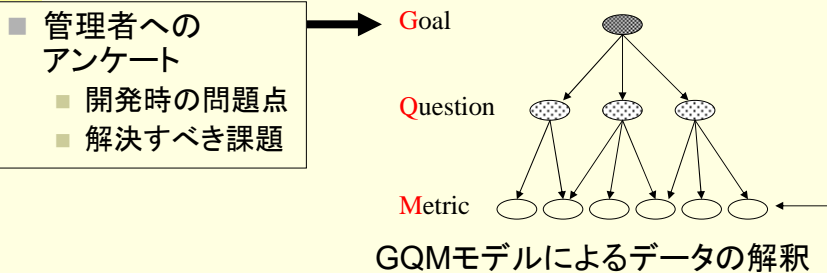 管理者への
アンケート
開発時の問題点
解決すべき課題
Goal
Question
Metric
GQMモデルによるデータの解釈